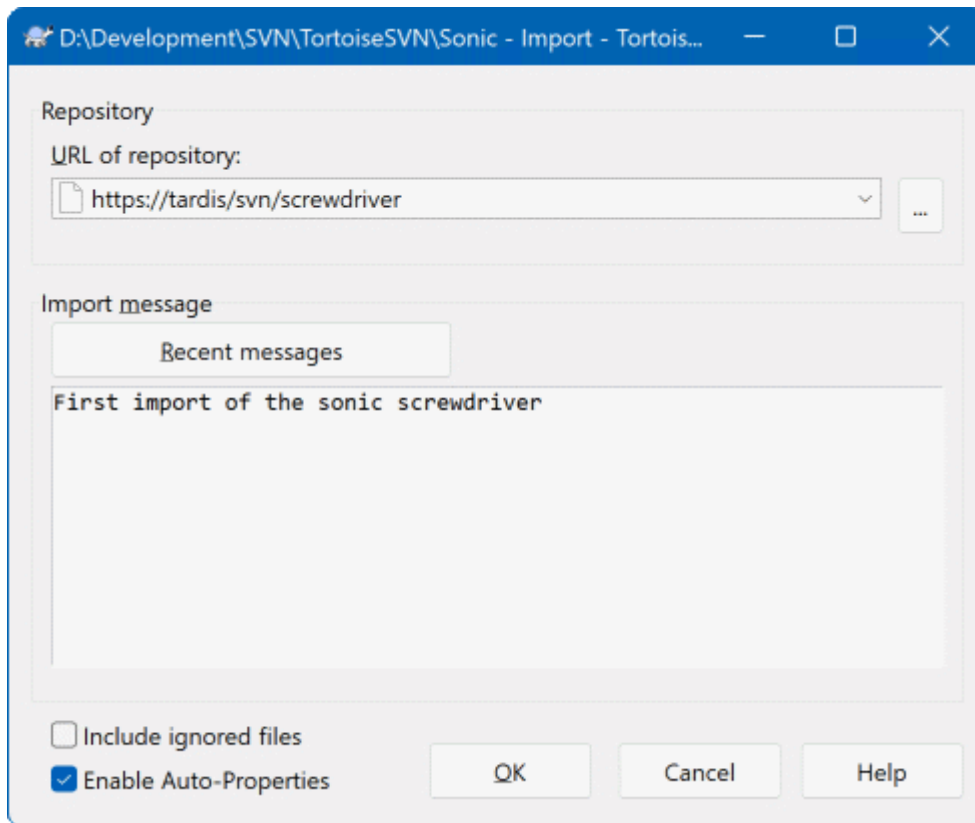 D:\Development\SVN\TortoiseSVN\Sonic - Import - Tortois...
Repository
URL of repository:
https://tardis/svn/screwdriver
...
Import message
Recent messages
First import of the sonic screwdriver
Include ignored files
Enable Auto-Properties
OK
Cancel
Help